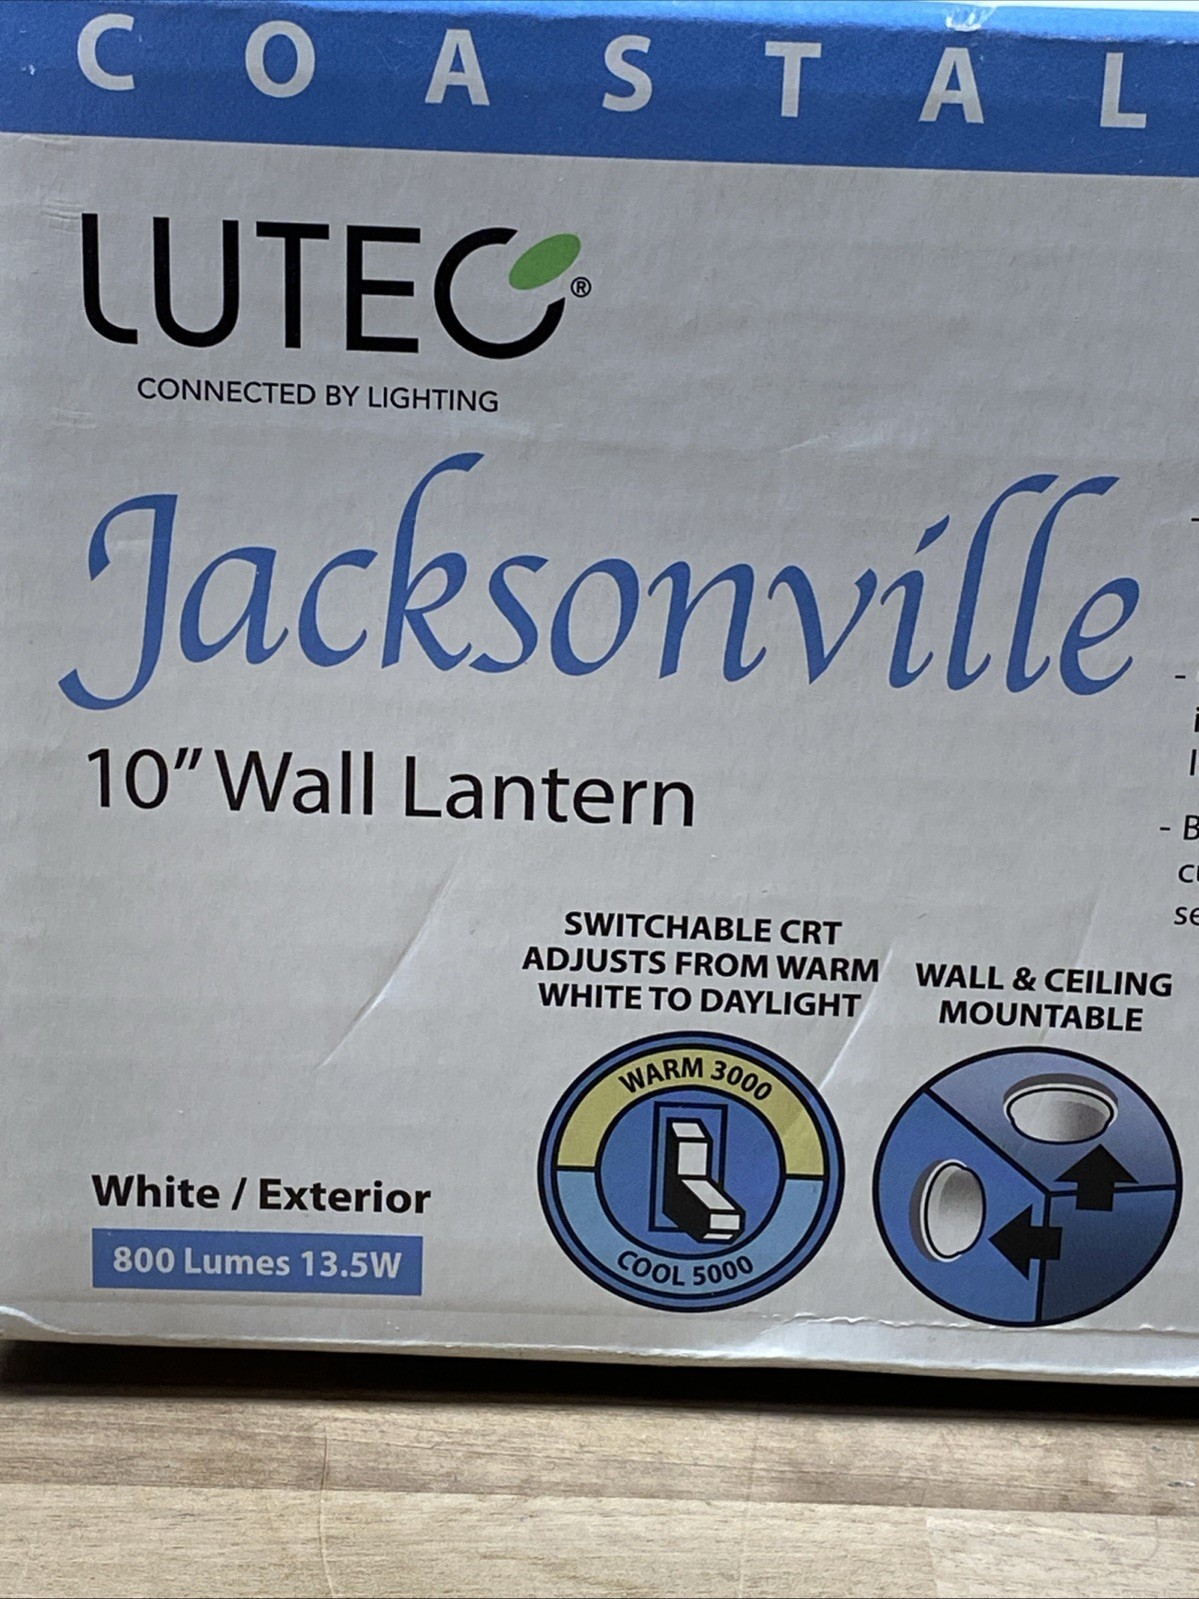 COASTAL
LUTEC®
CONNECTED BY LIGHTING
Jacksonville
10" Wall Lantern
SWITCHABLE CRT
ADJUSTS FROM WARM
WHITE TO DAYLIGHT
WARM 3000
COOL 5000
WALL & CEILING
MOUNTABLE
White / Exterior
800 Lumes 13.5W